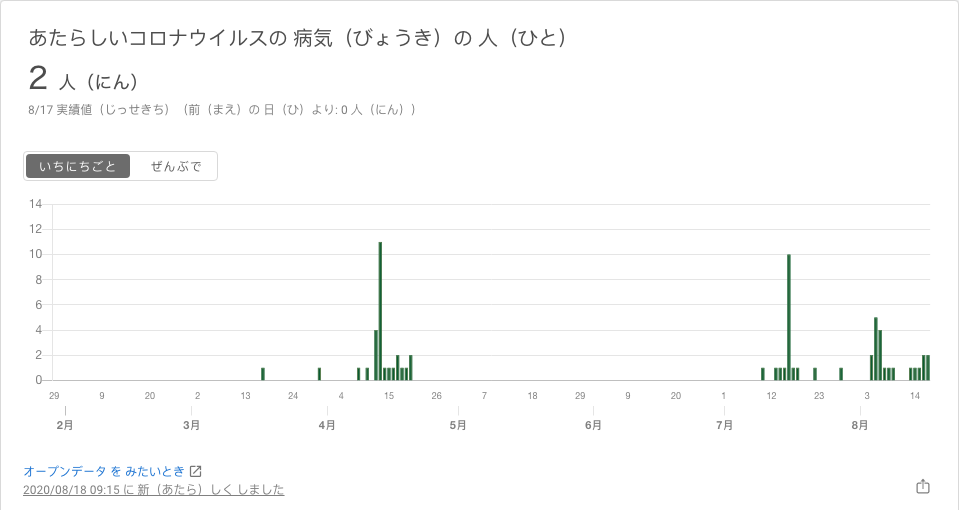 あたらしいコロナウイルスの 病気（びょうき）の 人（ひと）
2 人（にん）
8/17 実績値（じっせきち）（前（まえ）の 日（ひ）より: 0 人（にん））
いちにちごと ぜんぶで
14
12
10
8
6
4
2
0
29 9 20 2 13 24 4 15 26 7 18 29 9 20 1 12 23 3 14
2月 3月 4月 5月 6月 7月 8月
オープンデータ を みたいとき
2020/08/18 09:15 に 新（あたら）しく しました